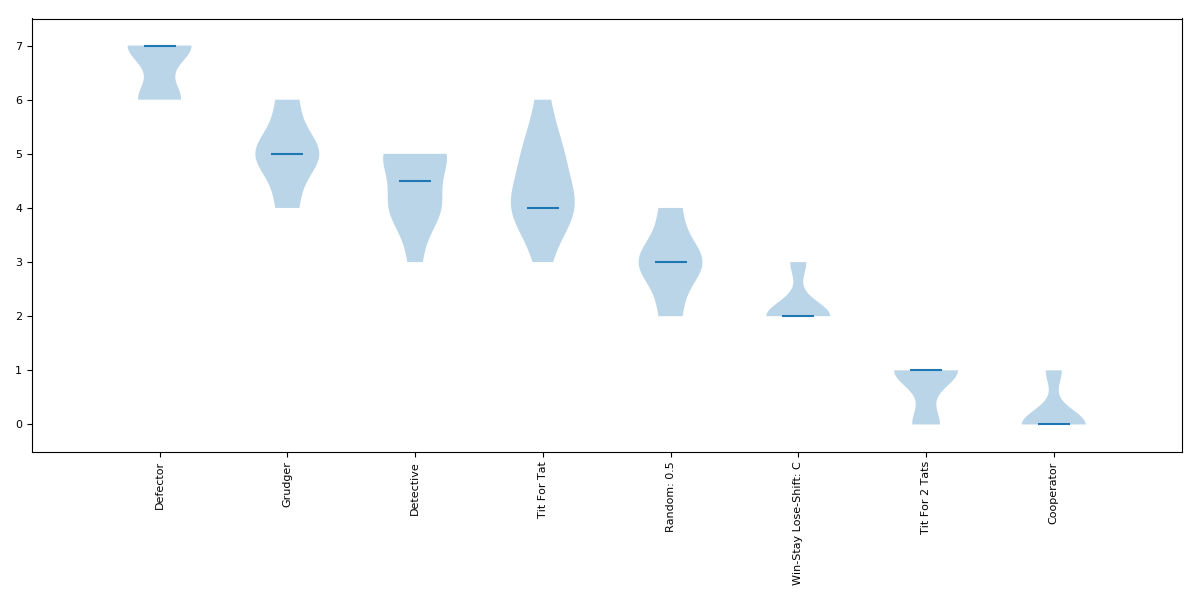 7
6
5
4
3
2
1
0
Defector
Grudger
Detective
Tit For Tat
Random: 0.5
Win-Stay Lose-Shift: C
Tit For 2 Tats
Cooperator